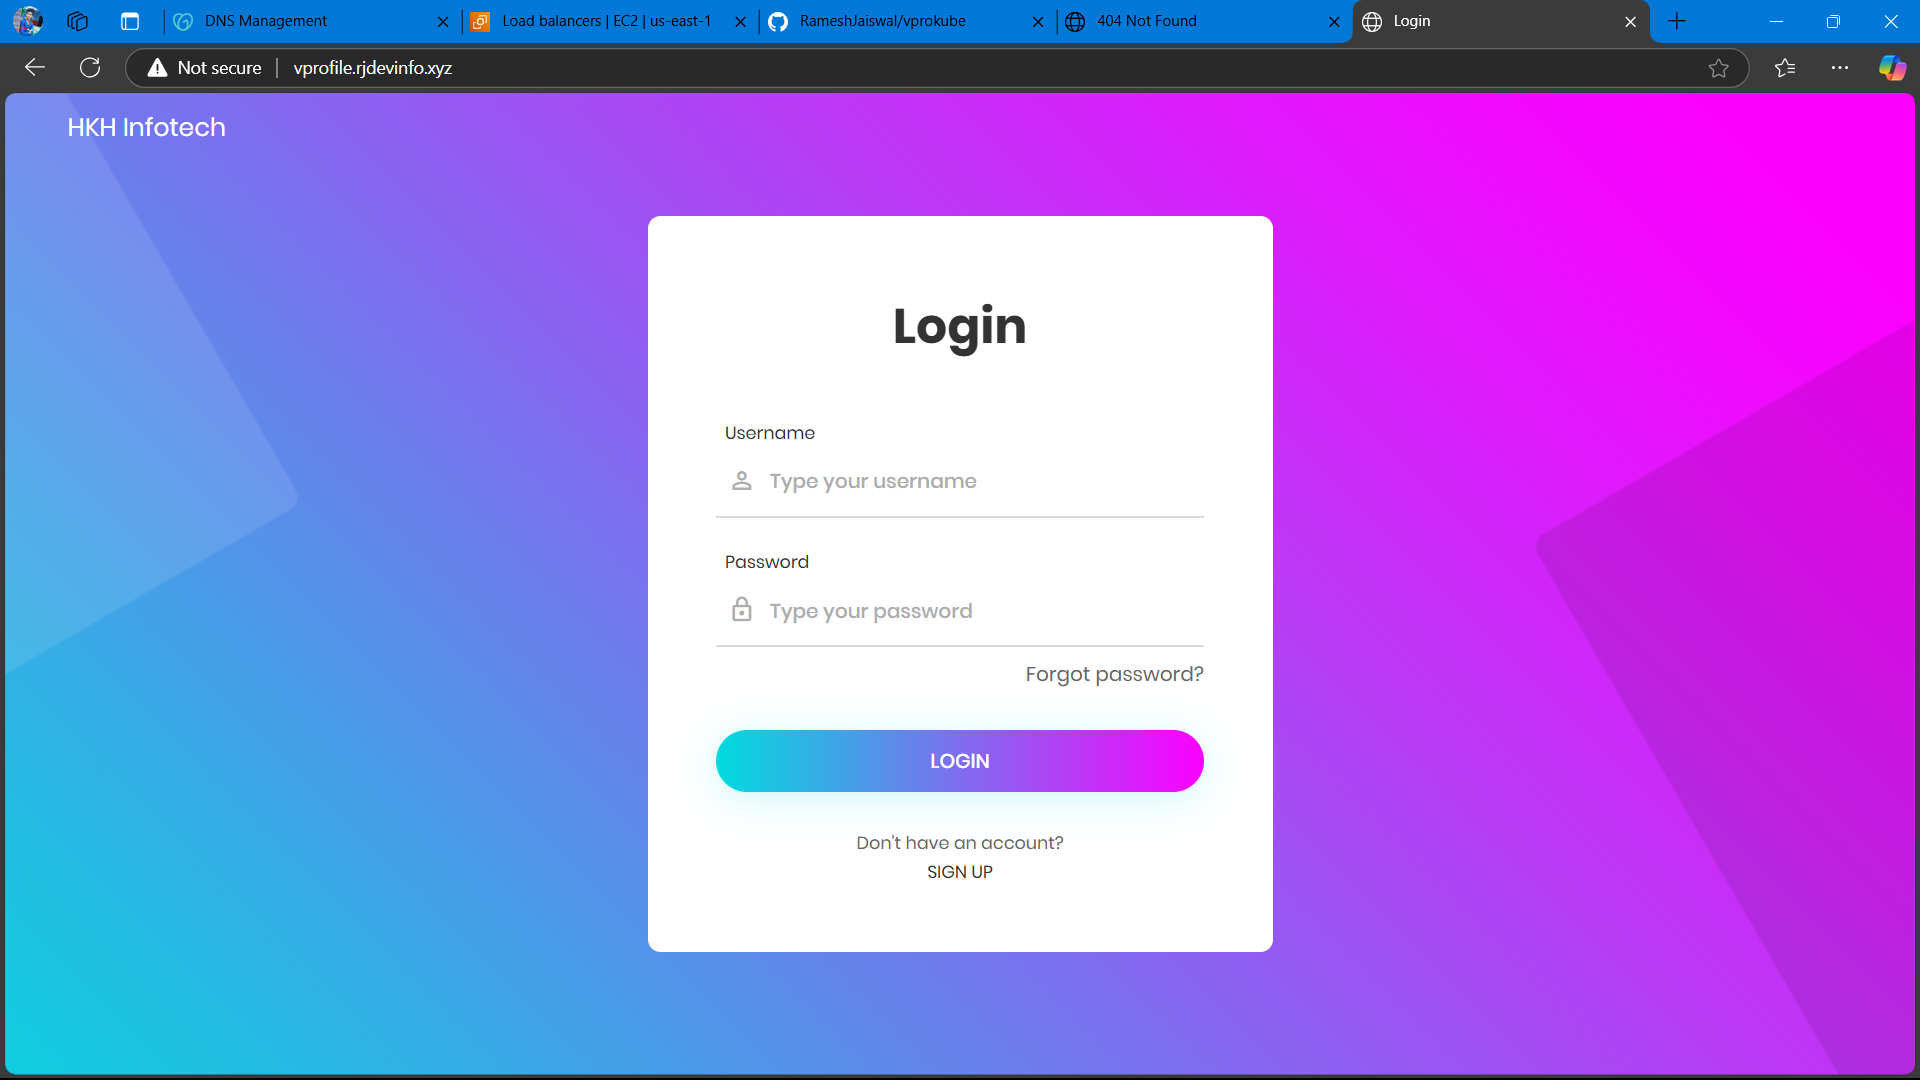 DNS Management
Load balancers | EC2 | us-east-1
RameshJaiswal/vprokube
404 Not Found
Login
Not secure
vprofile.rjdevinfo.xyz
HKH Infotech
Login
Username
Type your username
Password
Type your password
Forgot password?
LOGIN
Don't have an account?
SIGN UP